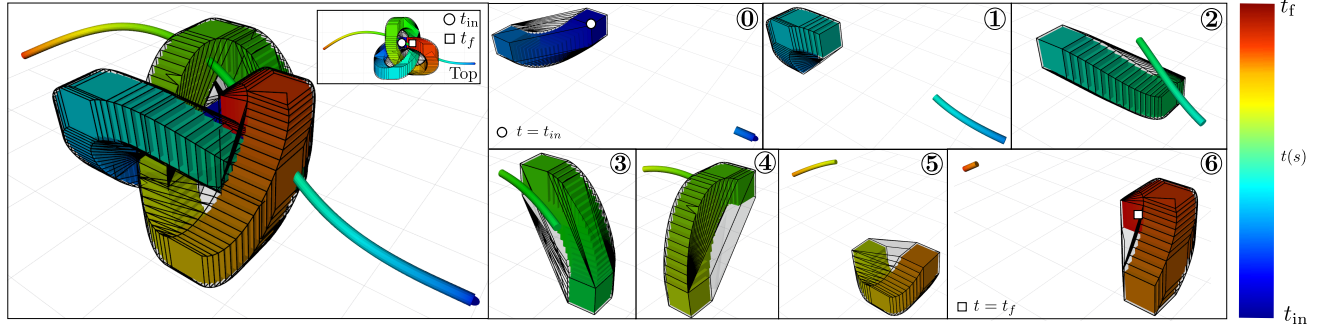 t_in
t_f
Top
⓪
t = t_in
①
②
③
④
⑤
⑥
t = t_f
t_f
t(s)
t_in